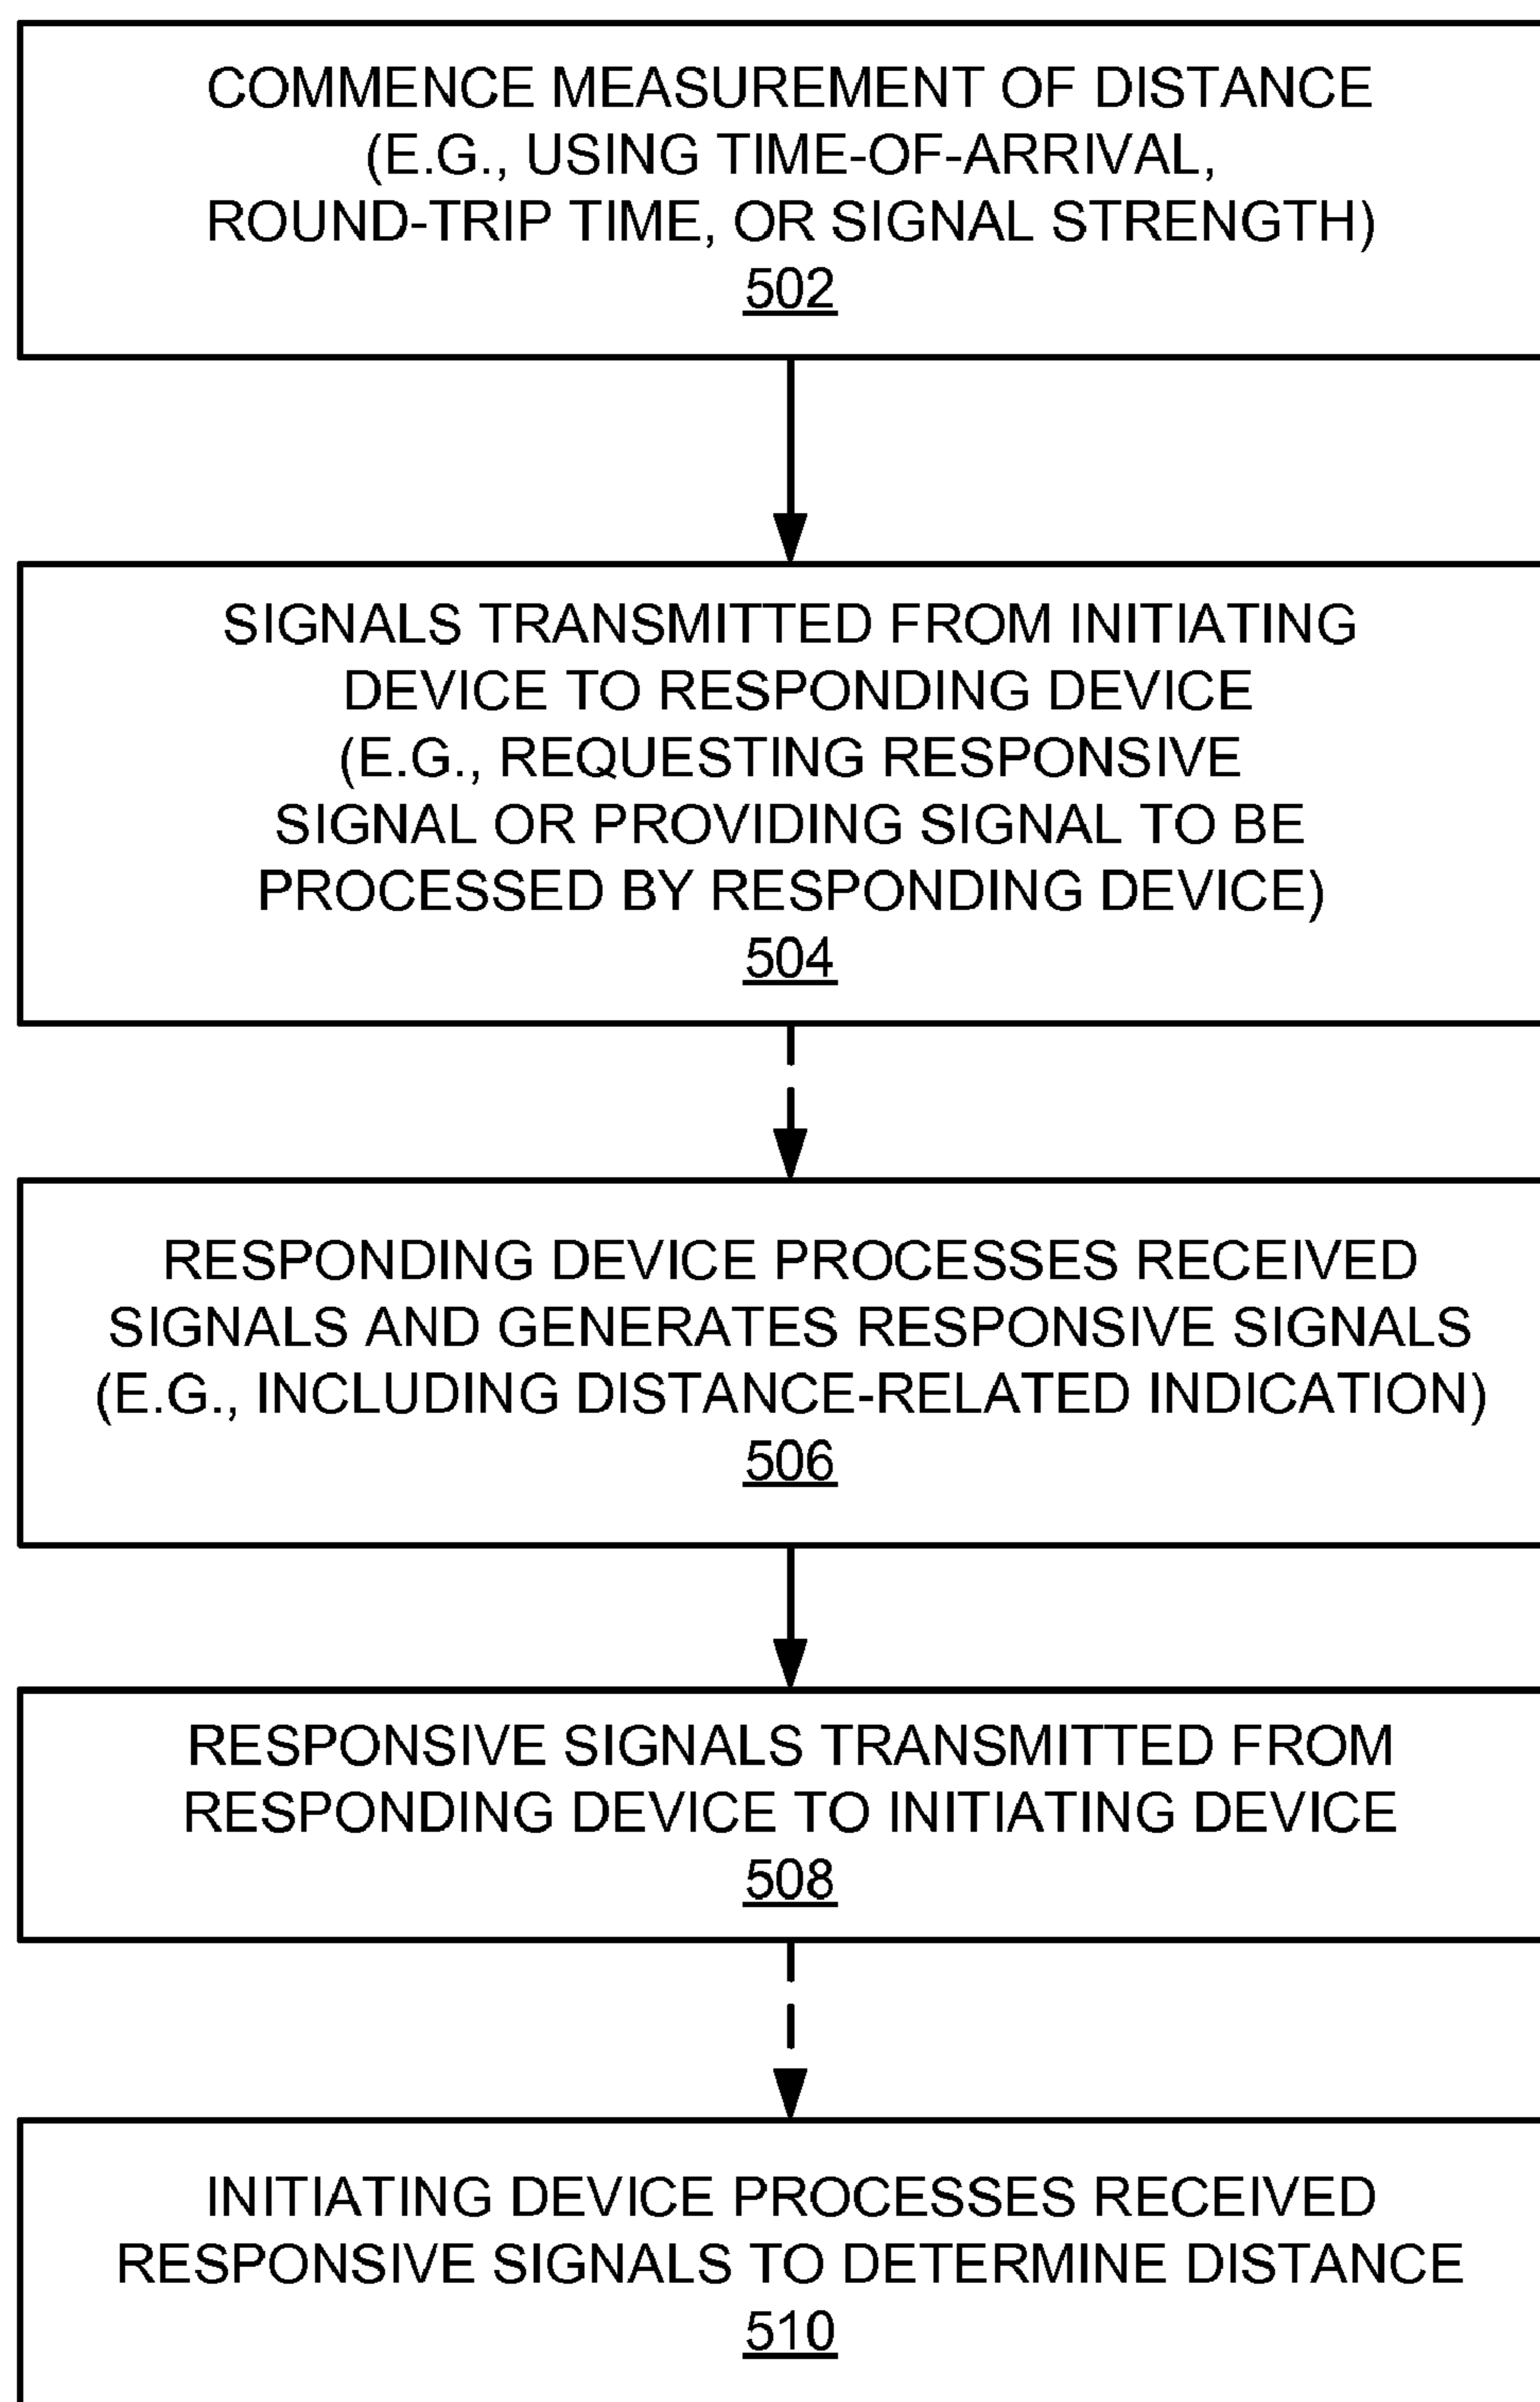 COMMENCE MEASUREMENT OF DISTANCE
(E.G., USING TIME-OF-ARRIVAL,
ROUND-TRIP TIME, OR SIGNAL STRENGTH)
502
SIGNALS TRANSMITTED FROM INITIATING
DEVICE TO RESPONDING DEVICE
(E.G., REQUESTING RESPONSIVE
SIGNAL OR PROVIDING SIGNAL TO BE
PROCESSED BY RESPONDING DEVICE)
504
RESPONDING DEVICE PROCESSES RECEIVED
SIGNALS AND GENERATES RESPONSIVE SIGNALS
(E.G., INCLUDING DISTANCE-RELATED INDICATION)
506
RESPONSIVE SIGNALS TRANSMITTED FROM
RESPONDING DEVICE TO INITIATING DEVICE
508
INITIATING DEVICE PROCESSES RECEIVED
RESPONSIVE SIGNALS TO DETERMINE DISTANCE
510